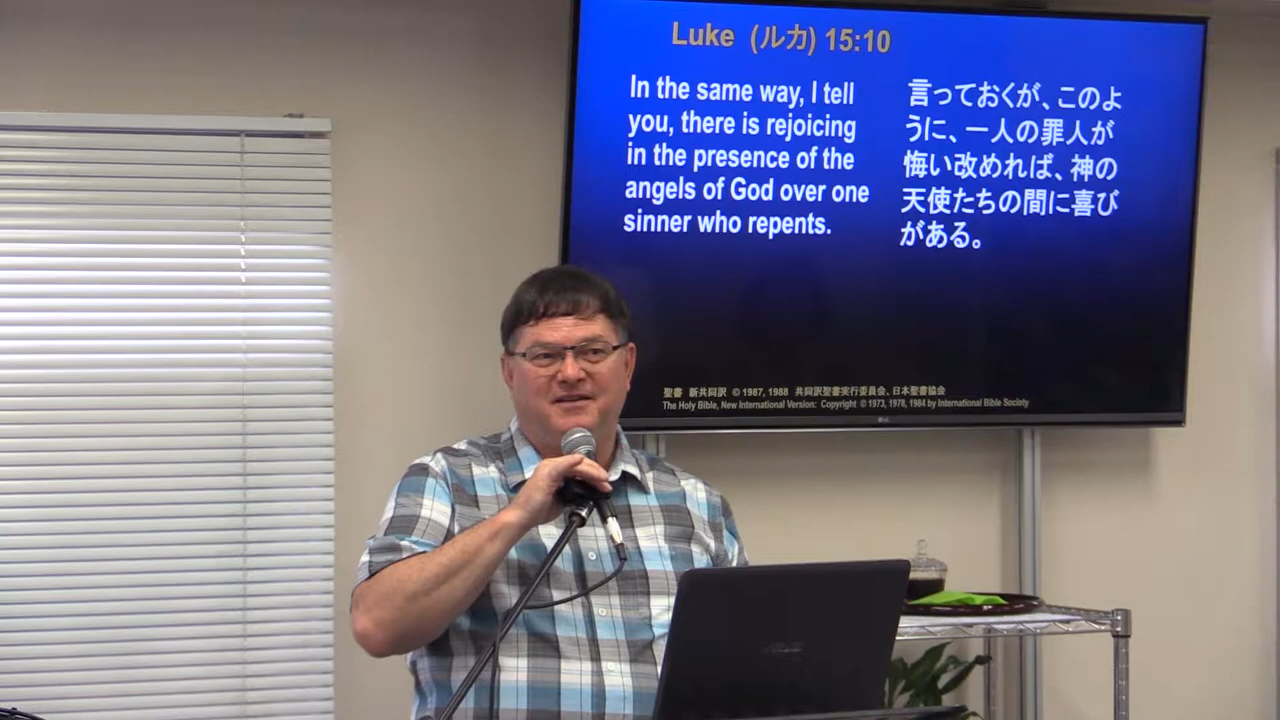 Luke (ルカ) 15:10
In the same way, I tell
you, there is rejoicing
in the presence of the
angels of God over one
sinner who repents.
言っておくが、このよ
うに、一人の罪人が
悔い改めれば、神の
天使たちの間に喜び
がある。
聖書 新共同訳 © 1987, 1988 共同訳聖書実行委員会、日本聖書協会
The Holy Bible, New International Version: Copyright © 1973, 1978, 1984 by International Bible Society
LG